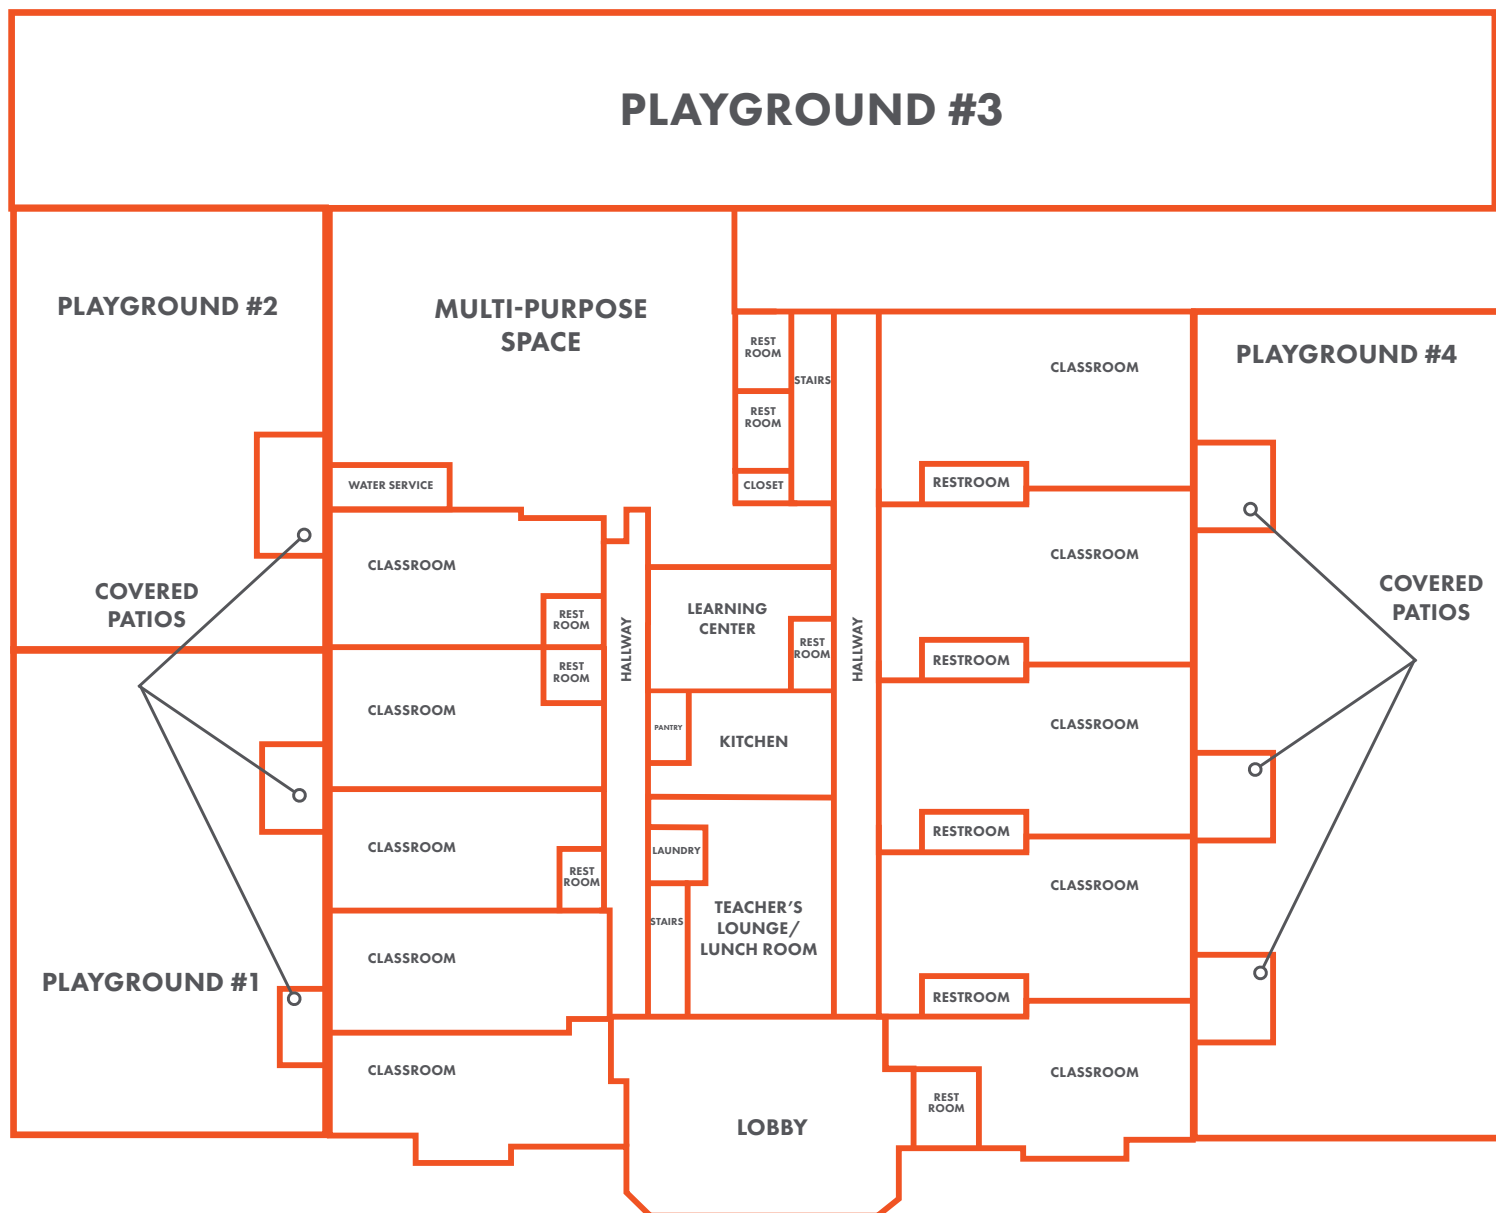 PLAYGROUND #3
PLAYGROUND #2
MULTI-PURPOSE
SPACE
REST
ROOM
STAIRS
REST
ROOM
CLOSET
CLASSROOM
PLAYGROUND #4
WATER SERVICE
RESTROOM
CLASSROOM
CLASSROOM
COVERED
PATIOS
REST
ROOM
HALLWAY
LEARNING
CENTER
REST
ROOM
HALLWAY
COVERED
PATIOS
REST
ROOM
RESTROOM
CLASSROOM
PANTRY
KITCHEN
CLASSROOM
CLASSROOM
REST
ROOM
LAUNDRY
RESTROOM
CLASSROOM
STAIRS
TEACHER’S
LOUNGE/
LUNCH ROOM
CLASSROOM
PLAYGROUND #1
RESTROOM
CLASSROOM
CLASSROOM
REST
ROOM
LOBBY